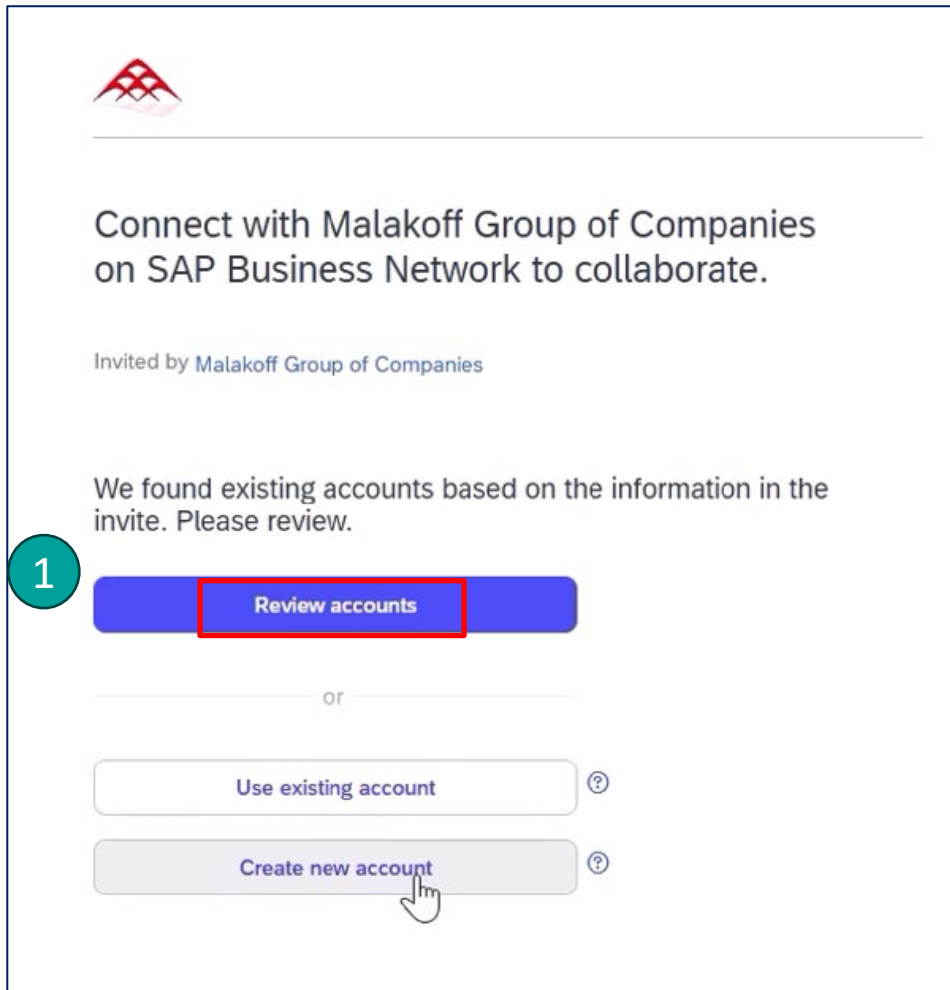 Connect with Malakoff Group of Companies
on SAP Business Network to collaborate.
Invited by Malakoff Group of Companies
We found existing accounts based on the information in the
invite. Please review.
1
Review accounts
or
Use existing account
?
Create new account
?